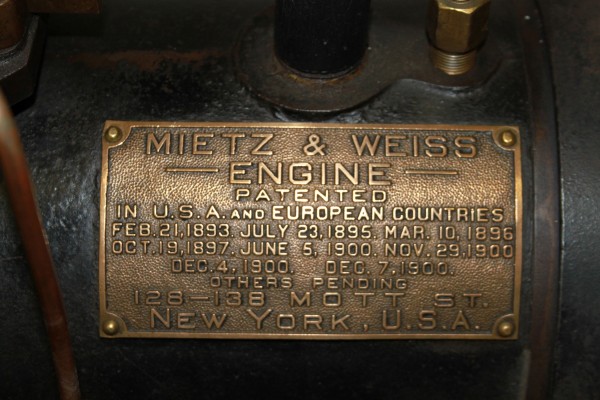 MIETZ & WEISS
— ENGINE —
PATENTED
IN U.S.A. AND EUROPEAN COUNTRIES
FEB. 21, 1893. JULY 23, 1895. MAR. 10, 1896
OCT. 19, 1897. JUNE 5, 1900. NOV. 29, 1900
DEC. 4, 1900. DEC. 7, 1900.
OTHERS PENDING
128-138 MOTT ST.
NEW YORK, U.S.A.